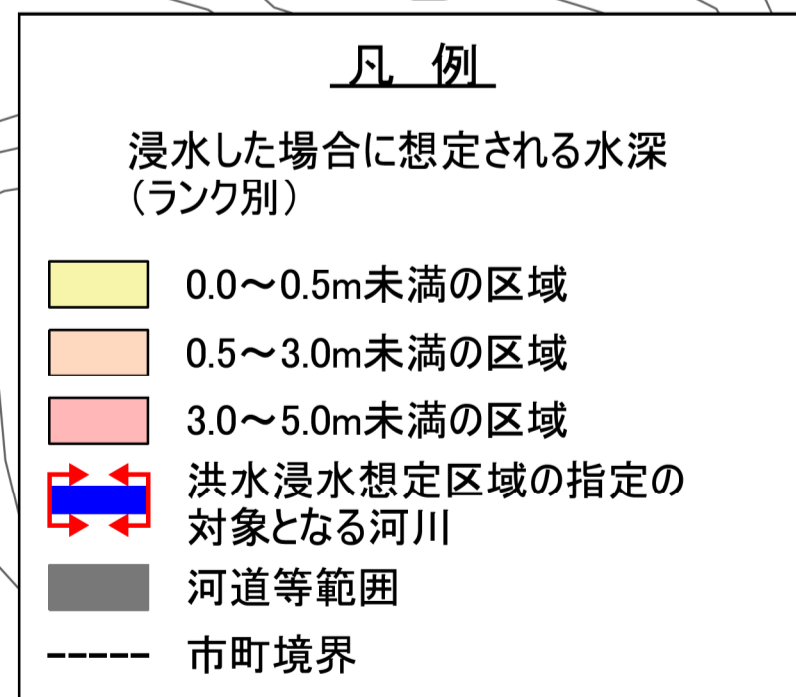 凡 例
浸水した場合に想定される水深
（ランク別）
0.0～0.5m未満の区域
0.5～3.0m未満の区域
3.0～5.0m未満の区域
洪水浸水想定区域の指定の
対象となる河川
河道等範囲
市町境界